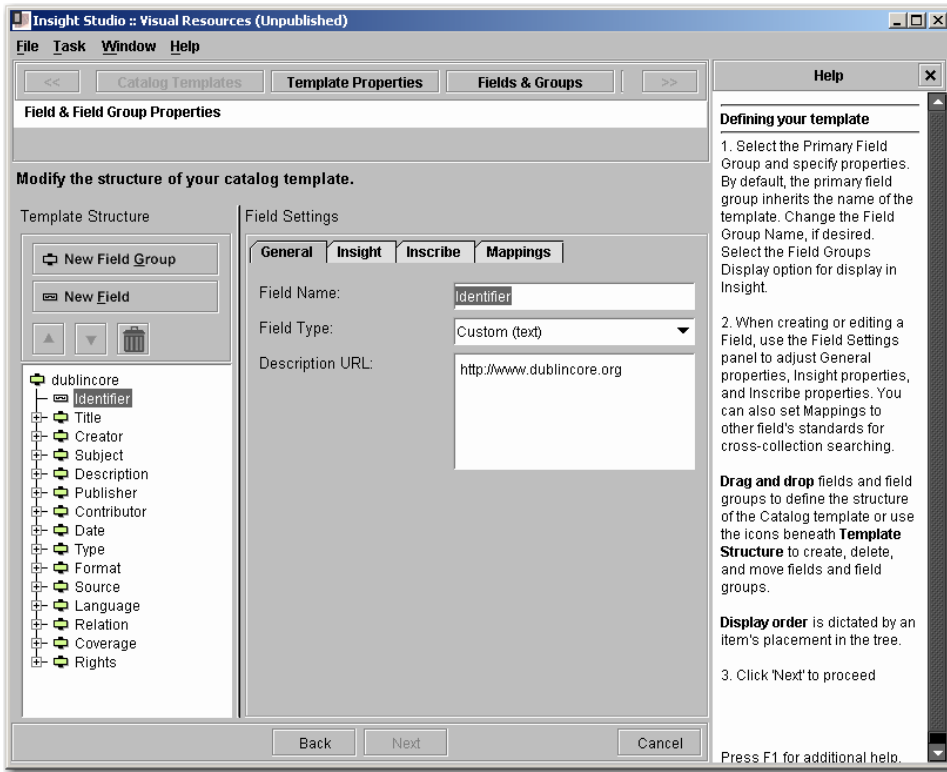 Insight Studio :: Visual Resources (Unpublished)
File Task Window Help
<< Catalog Templates Template Properties Fields & Groups >>
Field & Field Group Properties
Modify the structure of your catalog template.
Template Structure
New Field Group
New Field
dublincore
Identifier
Title
Creator
Subject
Description
Publisher
Contributor
Date
Type
Format
Source
Language
Relation
Coverage
Rights
Field Settings
General Insight Inscribe Mappings
Field Name: Identifier
Field Type: Custom (text)
Description URL: http://www.dublincore.org
Back Next Cancel
Help
Defining your template
1. Select the Primary Field
Group and specify properties.
By default, the primary field
group inherits the name of the
template. Change the Field
Group Name, if desired.
Select the Field Groups
Display option for display in
Insight.
2. When creating or editing a
Field, use the Field Settings
panel to adjust General
properties, Insight properties,
and Inscribe properties. You
can also set Mappings to
other field's standards for
cross-collection searching.
Drag and drop fields and field
groups to define the structure
of the Catalog template or use
the icons beneath Template
Structure to create, delete,
and move fields and field
groups.
Display order is dictated by an
item's placement in the tree.
3. Click 'Next' to proceed
Press F1 for additional help.